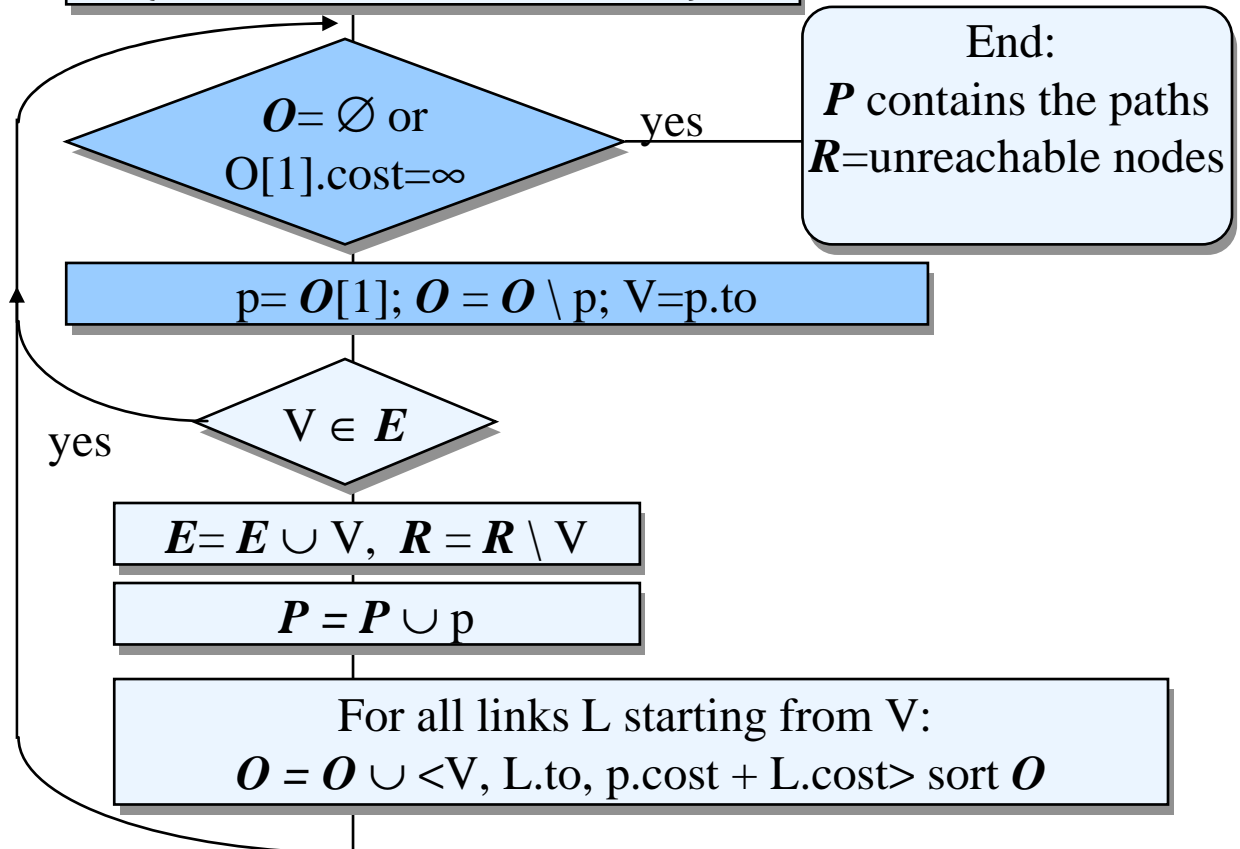 O= ∅ or
O[1].cost=∞
yes
End:
P contains the paths
R=unreachable nodes
p= O[1]; O = O \ p; V=p.to
V ∈ E
yes
E= E ∪ V, R = R \ V
P = P ∪ p
For all links L starting from V:
O = O ∪ <V, L.to, p.cost + L.cost> sort O